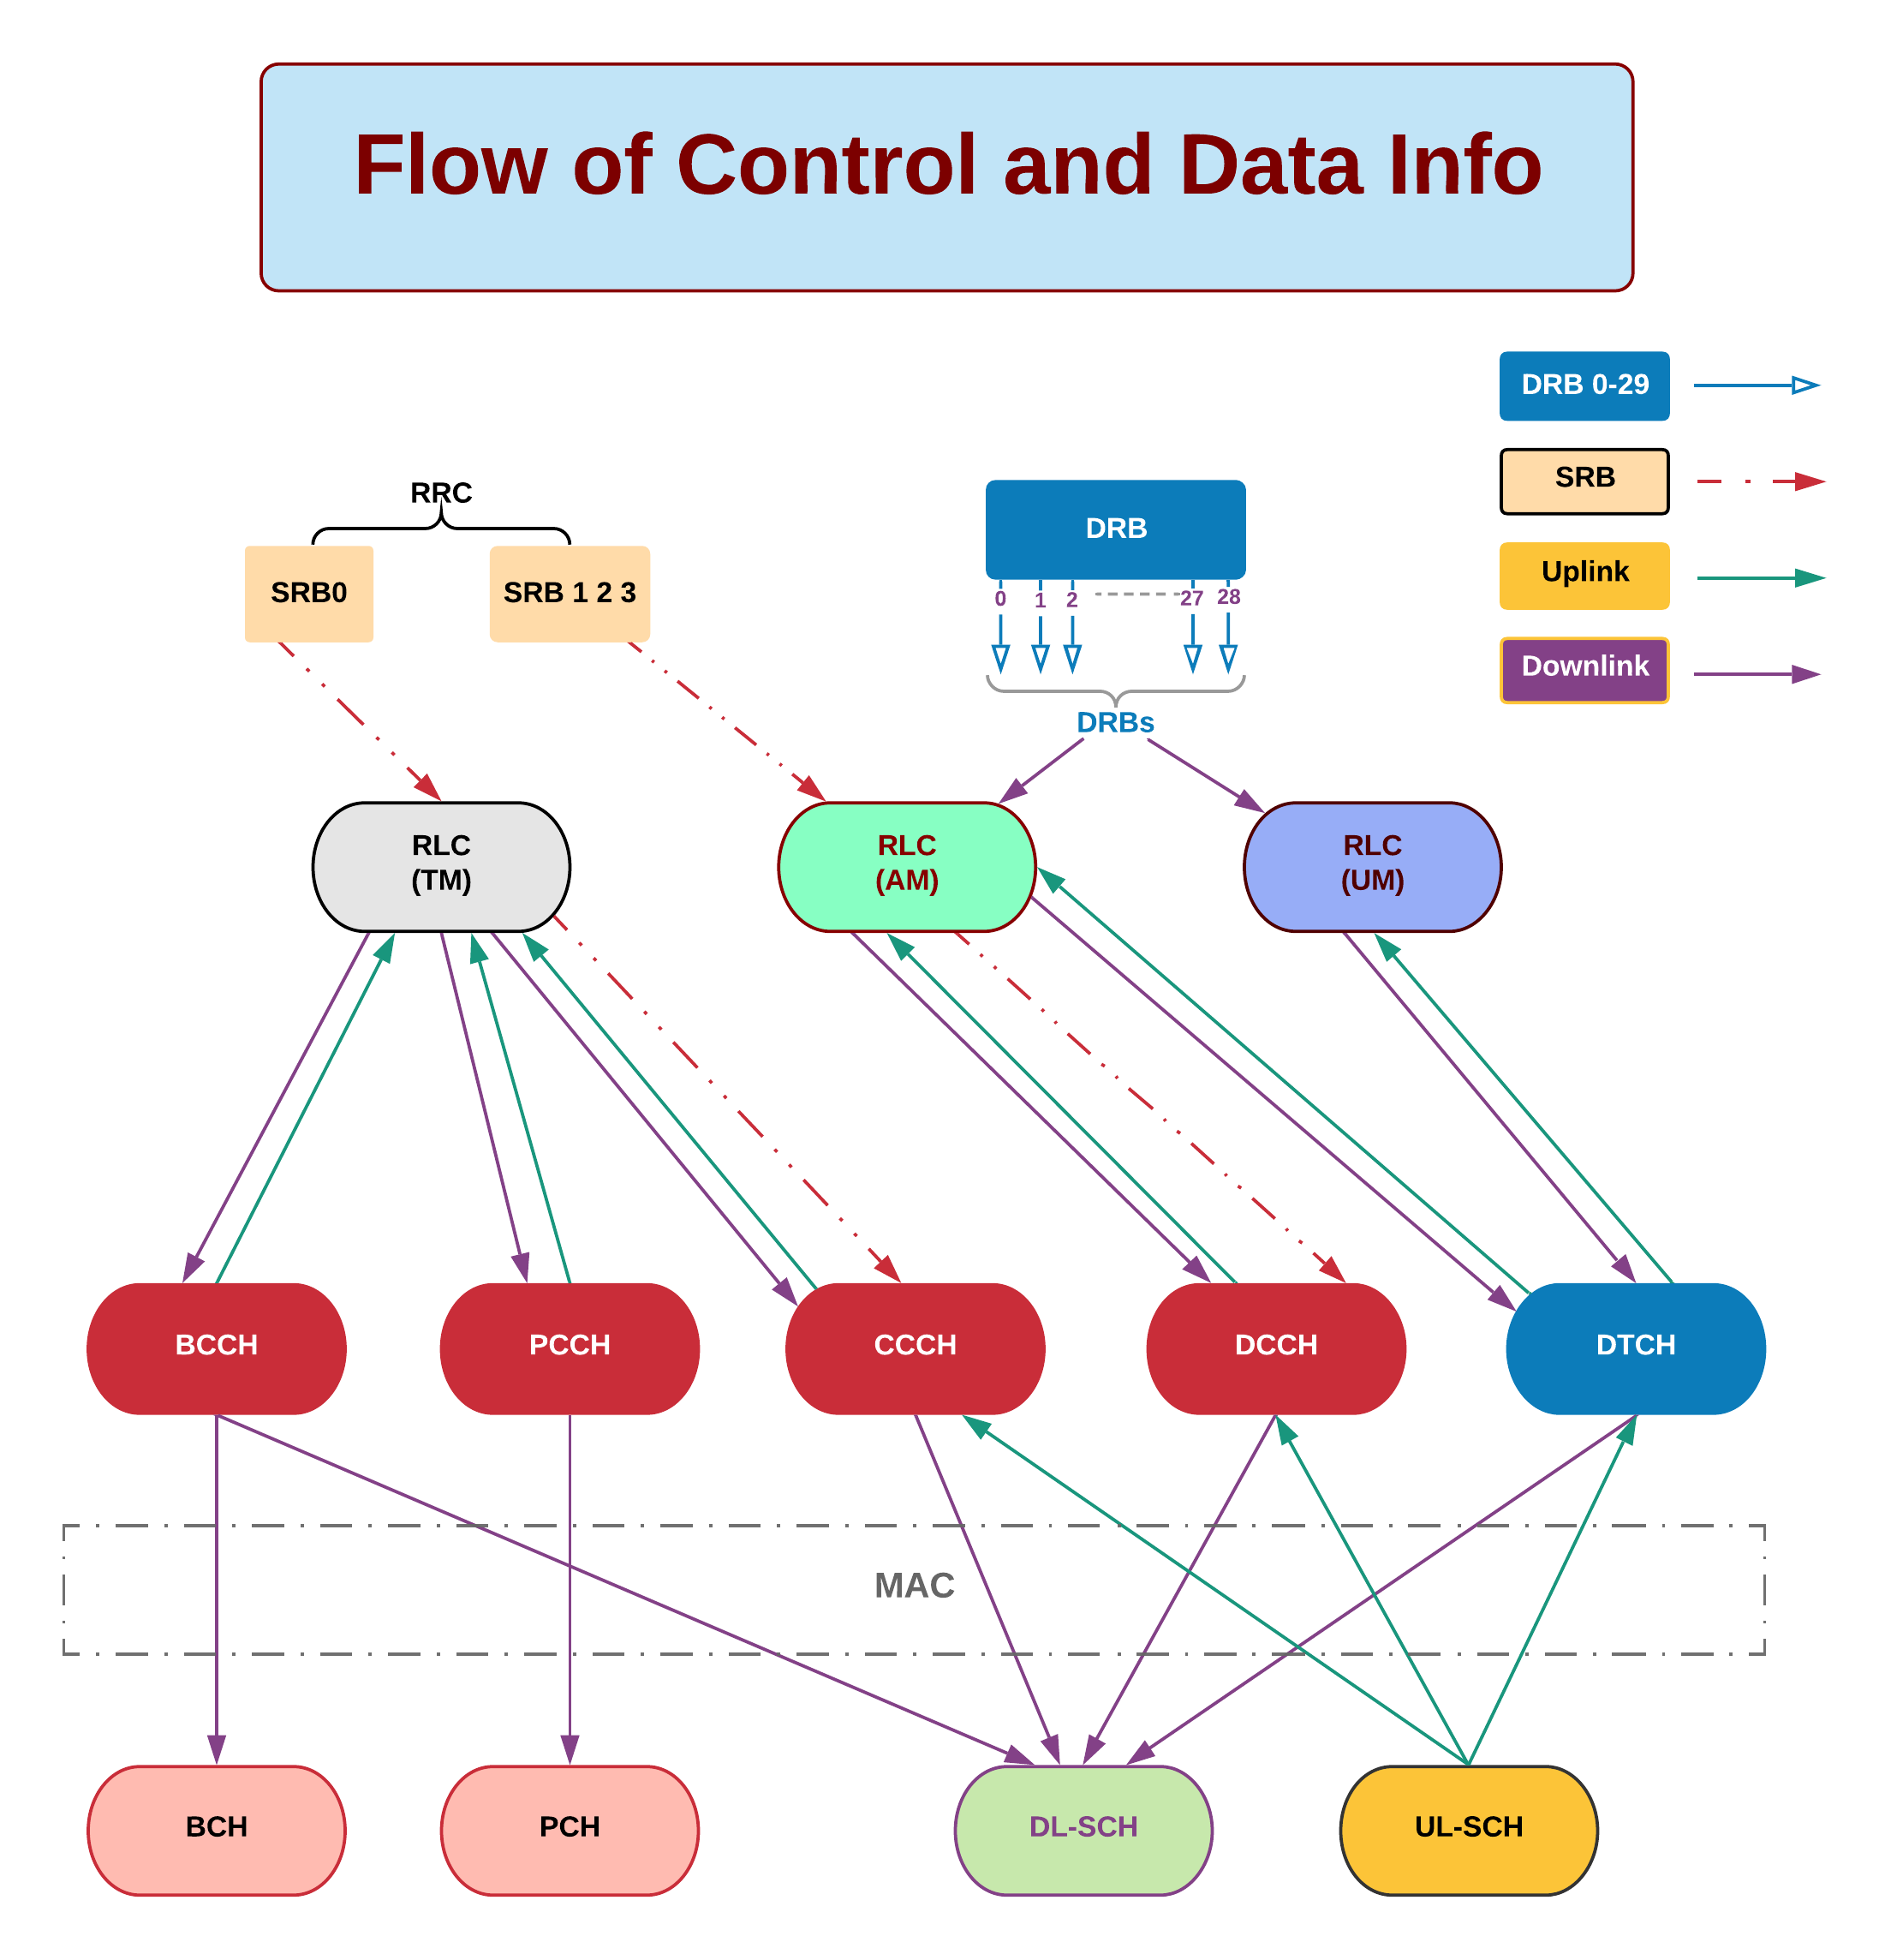 Flow of Control and Data Info
DRB 0-29
SRB
Uplink
Downlink
RRC
SRB0
SRB 1 2 3
DRB
0 1 2 27 28
DRBs
RLC
(TM)
RLC
(AM)
RLC
(UM)
BCCH
PCCH
CCCH
DCCH
DTCH
MAC
BCH
PCH
DL-SCH
UL-SCH